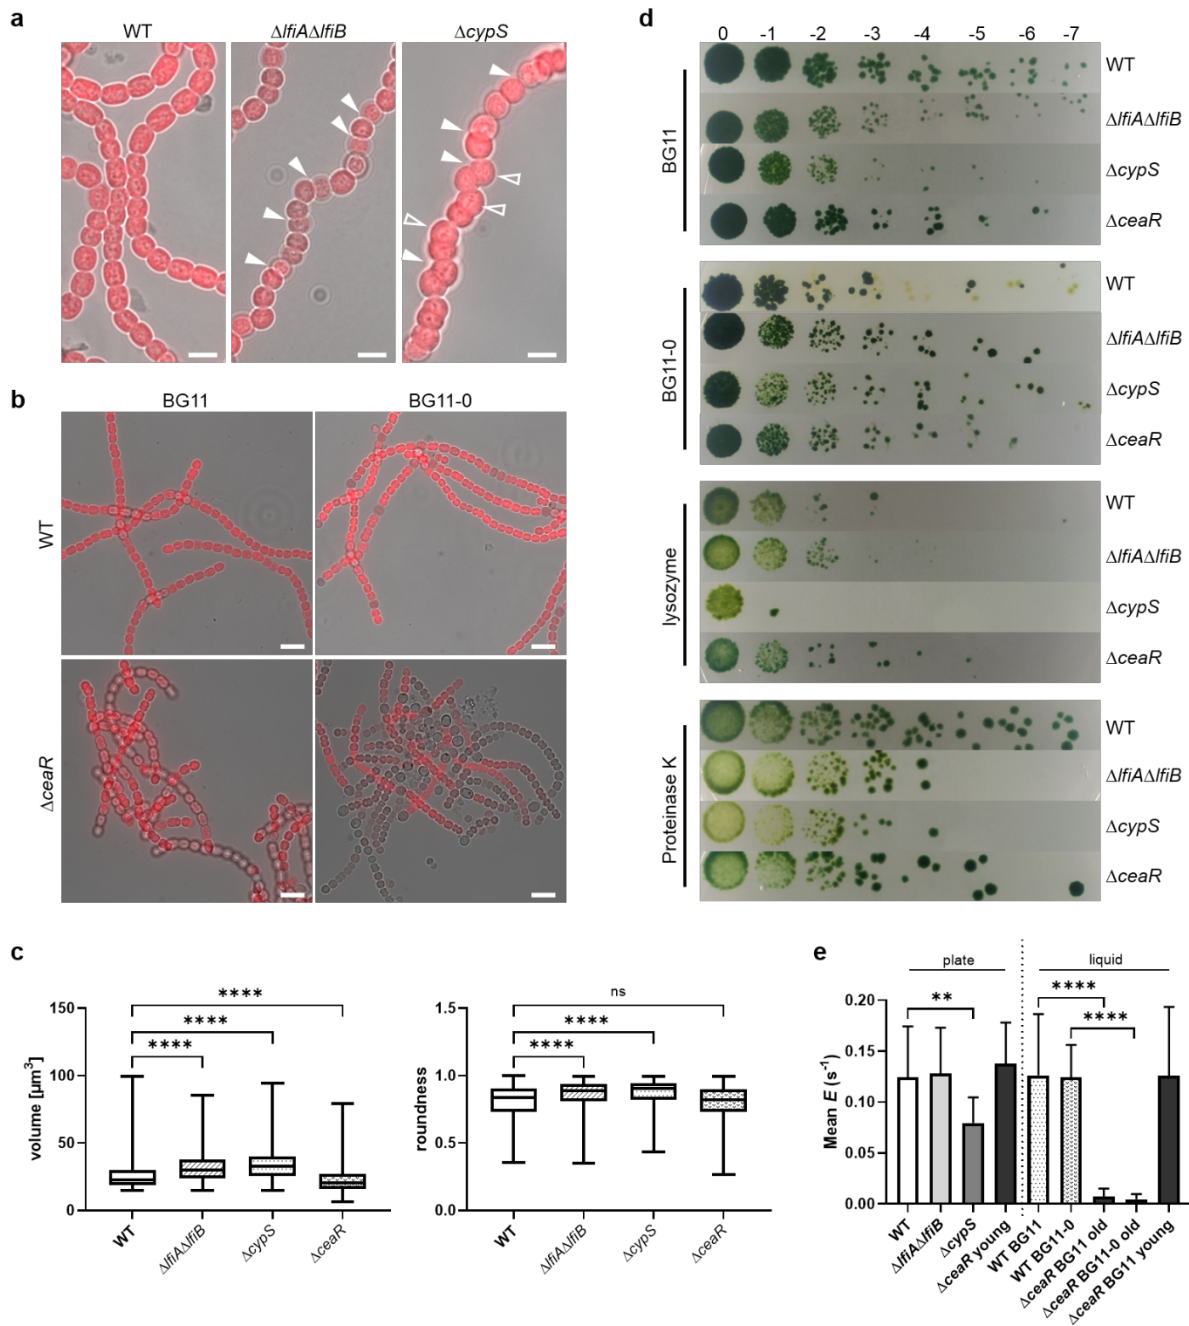 a
WT
ΔlfiAΔlfiB
ΔcypS
b
BG11
BG11-0
WT
ΔceaR
c
volume [µm³]
150
100
50
0
****
****
****
WT
ΔlfiAΔlfiB
ΔcypS
ΔceaR
roundness
1.5
1.0
0.5
0.0
ns
****
****
WT
ΔlfiAΔlfiB
ΔcypS
ΔceaR
d
0 -1 -2 -3 -4 -5 -6 -7
BG11
WT
ΔlfiAΔlfiB
ΔcypS
ΔceaR
BG11-0
WT
ΔlfiAΔlfiB
ΔcypS
ΔceaR
lysozyme
WT
ΔlfiAΔlfiB
ΔcypS
ΔceaR
Proteinase K
WT
ΔlfiAΔlfiB
ΔcypS
ΔceaR
e
plate
liquid
Mean E (s⁻¹)
0.20
0.15
0.10
0.05
0.00
**
****
****
WT
ΔlfiAΔlfiB
ΔcypS
ΔceaR young
WT BG11
WT BG11-0
ΔceaR BG11 old
ΔceaR BG11-0 old
ΔceaR BG11 young